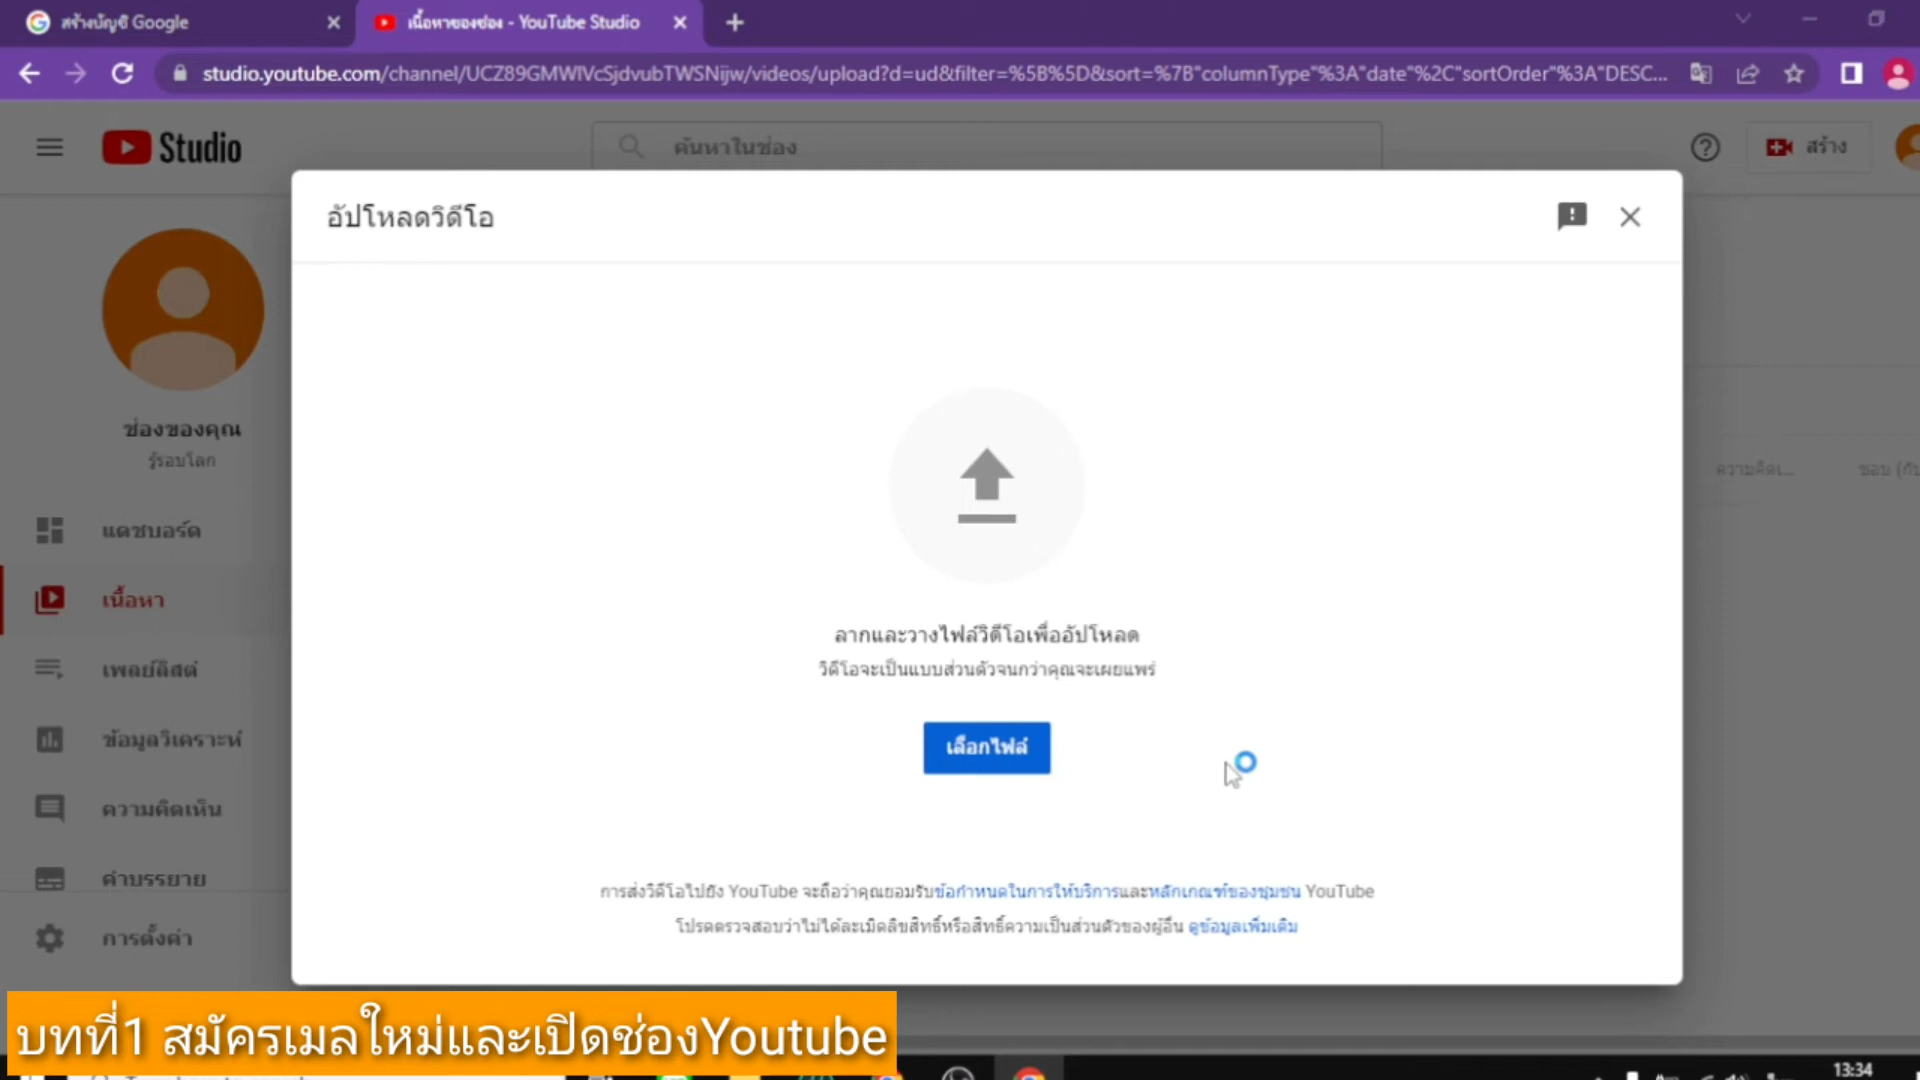 สร้างบัญชี Google
เนื้อหาของช่อง - YouTube Studio
studio.youtube.com/channel/UCZ89GMWIVcSjdvubTWSNijw/videos/upload?d=ud&filter=%5B%5D&sort=%7B"columnType"%3A"date"%2C"sortOrder"%3A"DESC...
Studio
ค้นหาในช่อง
สร้าง
อัปโหลดวิดีโอ
ช่องของคุณ
รู้รอบโลก
ความคิดเ...
ชอบ (กับ
แดชบอร์ด
เนื้อหา
เพลย์ลิสต์
ข้อมูลวิเคราะห์
ความคิดเห็น
คำบรรยาย
การตั้งค่า
ลากและวางไฟล์วิดีโอเพื่ออัปโหลด
วิดีโอจะเป็นแบบส่วนตัวจนกว่าคุณจะเผยแพร่
เลือกไฟล์
การส่งวิดีโอไปยัง YouTube จะถือว่าคุณยอมรับข้อกำหนดในการให้บริการและหลักเกณฑ์ของชุมชน YouTube
โปรดตรวจสอบว่าไม่ได้ละเมิดลิขสิทธิ์หรือสิทธิ์ความเป็นส่วนตัวของผู้อื่น ดูข้อมูลเพิ่มเติม
บทที่1 สมัครเมลใหม่และเปิดช่องYoutube
13:34